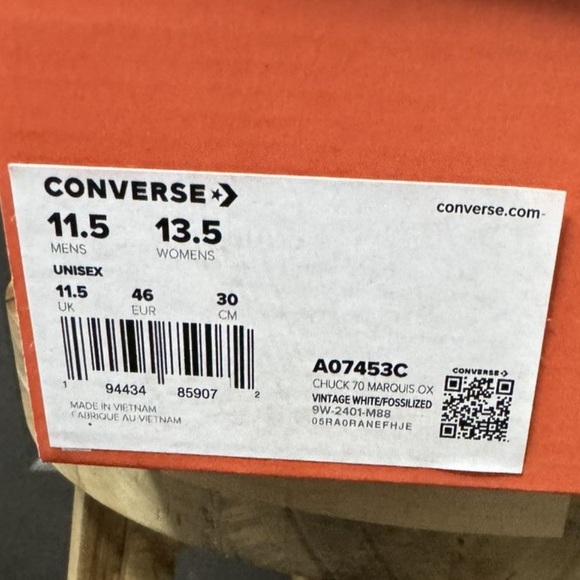 CONVERSE
converse.com
11.5 13.5
MENS WOMENS
UNISEX
11.5 46 30
UK EUR CM
1 94434 85907 2
MADE IN VIETNAM
FABRIQUE AU VIETNAM
A07453C
CHUCK 70 MARQUIS OX
VINTAGE WHITE/FOSSILIZED
9W-2401-M88
05RA0RANEFHJE
CONVERSE